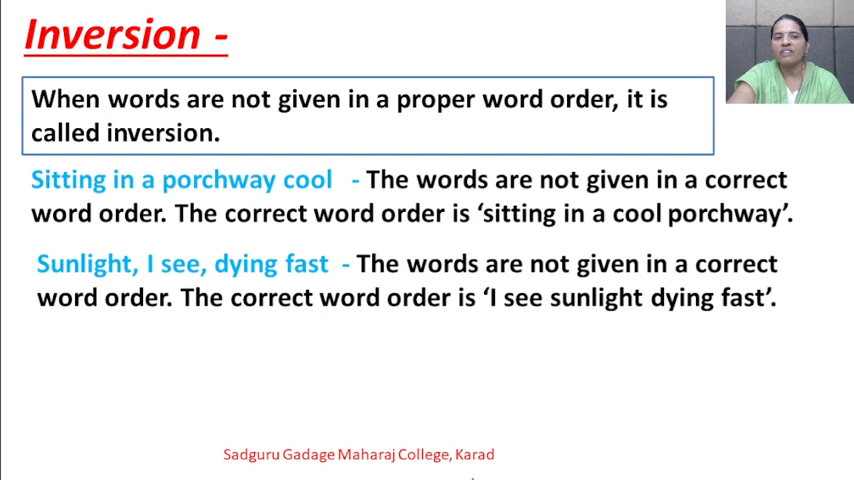 Inversion -
When words are not given in a proper word order, it is
called inversion.
Sitting in a porchway cool - The words are not given in a correct
word order. The correct word order is ‘sitting in a cool porchway’.
Sunlight, I see, dying fast - The words are not given in a correct
word order. The correct word order is ‘I see sunlight dying fast’.
Sadguru Gadage Maharaj College, Karad